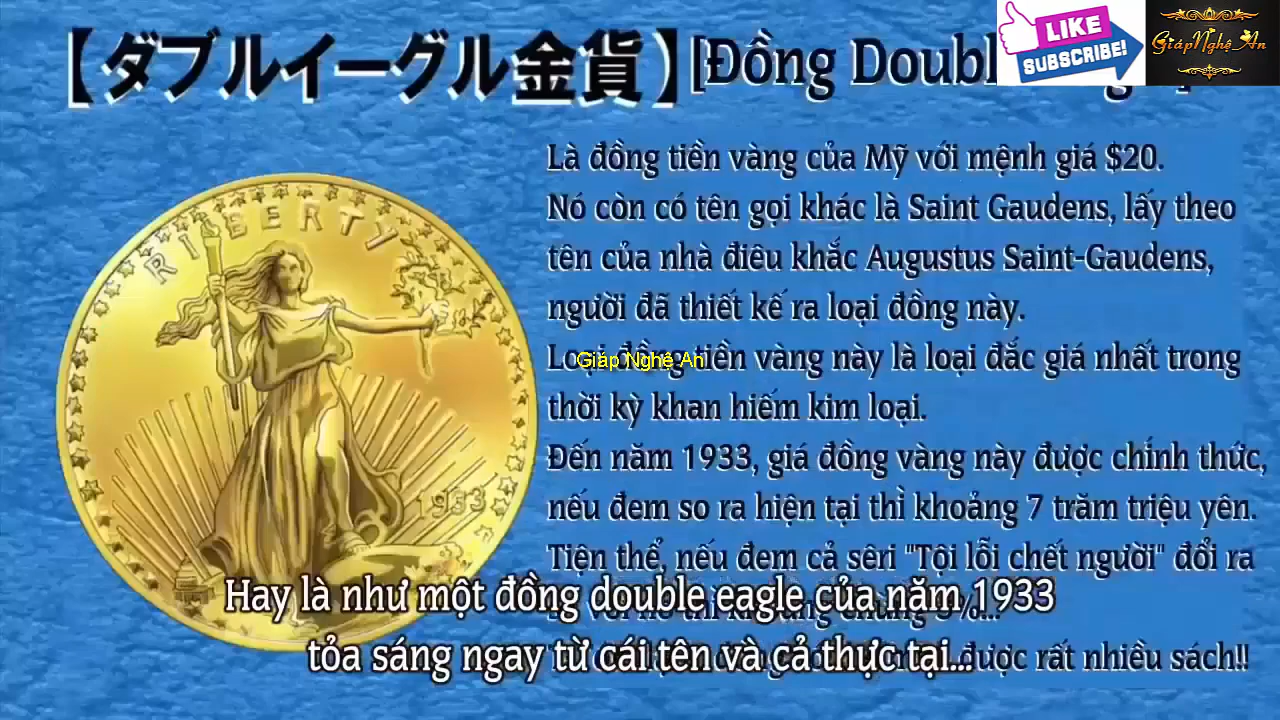 【ダブルイーグル金貨】[Đồng Doubl
LIKE
SUBSCRIBE!
GiápNghệ An
LIBERTY
1933
Là đồng tiền vàng của Mỹ với mệnh giá $20.
Nó còn có tên gọi khác là Saint Gaudens, lấy theo
tên của nhà điêu khắc Augustus Saint-Gaudens,
người đã thiết kế ra loại đồng này.
Loại đồng tiền vàng này là loại đắc giá nhất trong
Giáp Nghệ An
thời kỳ khan hiếm kim loại.
Đến năm 1933, giá đồng vàng này được chính thức,
nếu đem so ra hiện tại thì khoảng 7 trăm triệu yên.
Tiện thể, nếu đem cả sêri "Tội lỗi chết người" đổi ra
được rất nhiều sách!!
Hay là như một đồng double eagle của năm 1933
tỏa sáng ngay từ cái tên và cả thực tại...